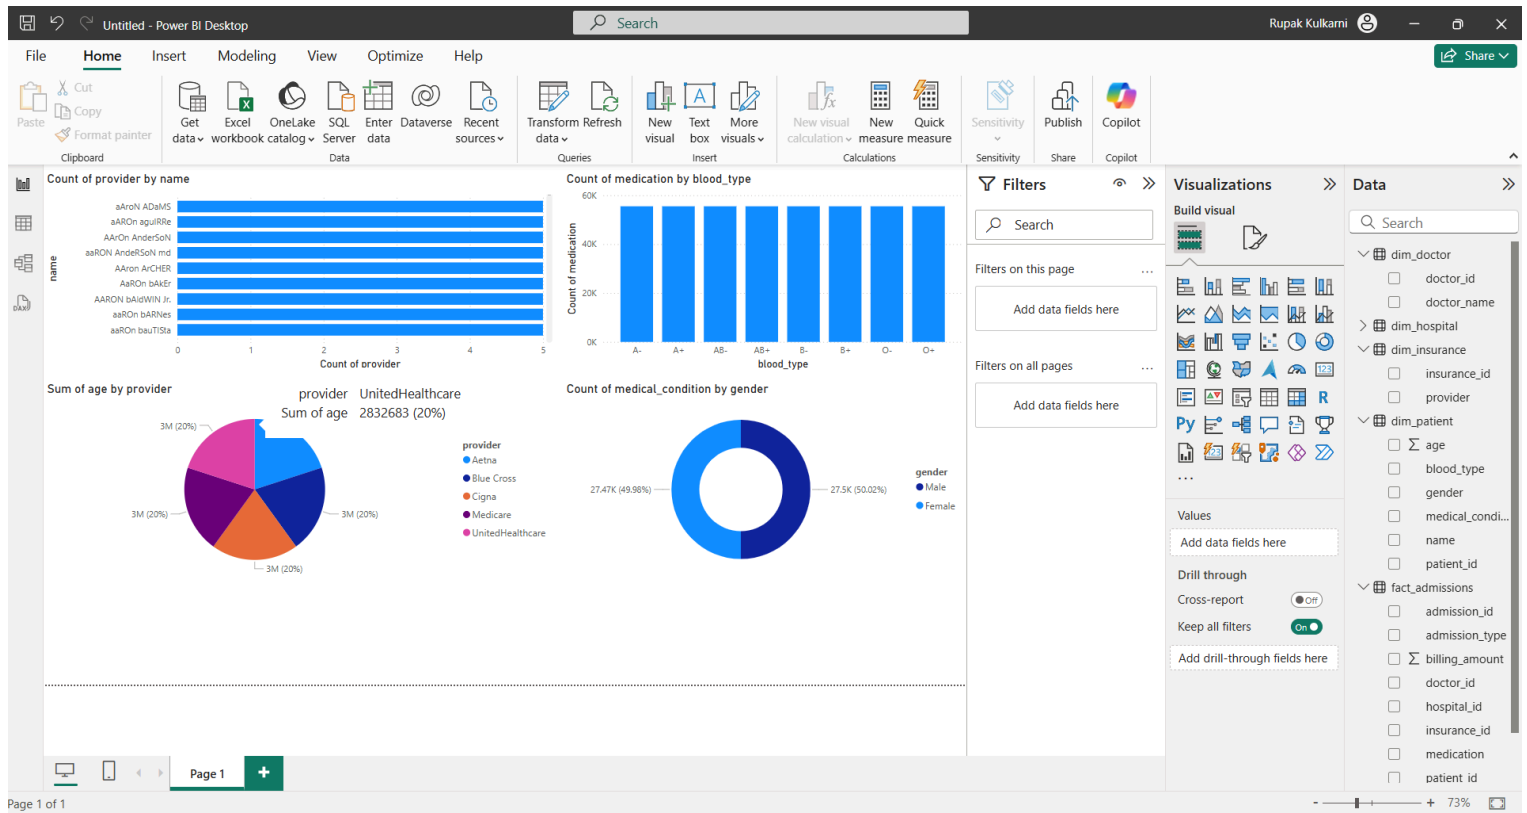 Untitled - Power BI Desktop
Search
Rupak Kulkarni
File Home Insert Modeling View Optimize Help
Share
Paste
Cut
Copy
Format painter
Clipboard
Get data
Excel workbook
OneLake catalog
SQL Server
Enter data
Dataverse
Recent sources
Data
Transform data
Refresh
Queries
New visual
Text box
More visuals
Insert
New visual calculation
New measure
Quick measure
Calculations
Sensitivity
Sensitivity
Publish
Share
Copilot
Copilot
Count of provider by name
name
aAroN ADaMS
aAROn aguIRRe
AArOn AnderSoN
aaRON AndeRSoN md
AAron ArCHER
AaROn bAkEr
AARON bAldWIN Jr.
aaROn bARNes
aaROn bauTISta
0 1 2 3 4 5
Count of provider
Count of medication by blood_type
Count of medication
60K
40K
20K
0K
A- A+ AB- AB+ B- B+ O- O+
blood_type
Sum of age by provider
provider UnitedHealthcare
Sum of age 2832683 (20%)
3M (20%)
3M (20%)
3M (20%)
3M (20%)
provider
Aetna
Blue Cross
Cigna
Medicare
UnitedHealthcare
Count of medical_condition by gender
27.47K (49.98%)
27.5K (50.02%)
gender
Male
Female
Filters
Search
Filters on this page ...
Add data fields here
Filters on all pages ...
Add data fields here
Visualizations
Build visual
123
R
Py
...
Values
Add data fields here
Drill through
Cross-report Off
Keep all filters On
Add drill-through fields here
Data
Search
dim_doctor
doctor_id
doctor_name
dim_hospital
dim_insurance
insurance_id
provider
dim_patient
∑ age
blood_type
gender
medical_condi...
name
patient_id
fact_admissions
admission_id
admission_type
∑ billing_amount
doctor_id
hospital_id
insurance_id
medication
patient_id
Page 1
+
Page 1 of 1
- + 73%